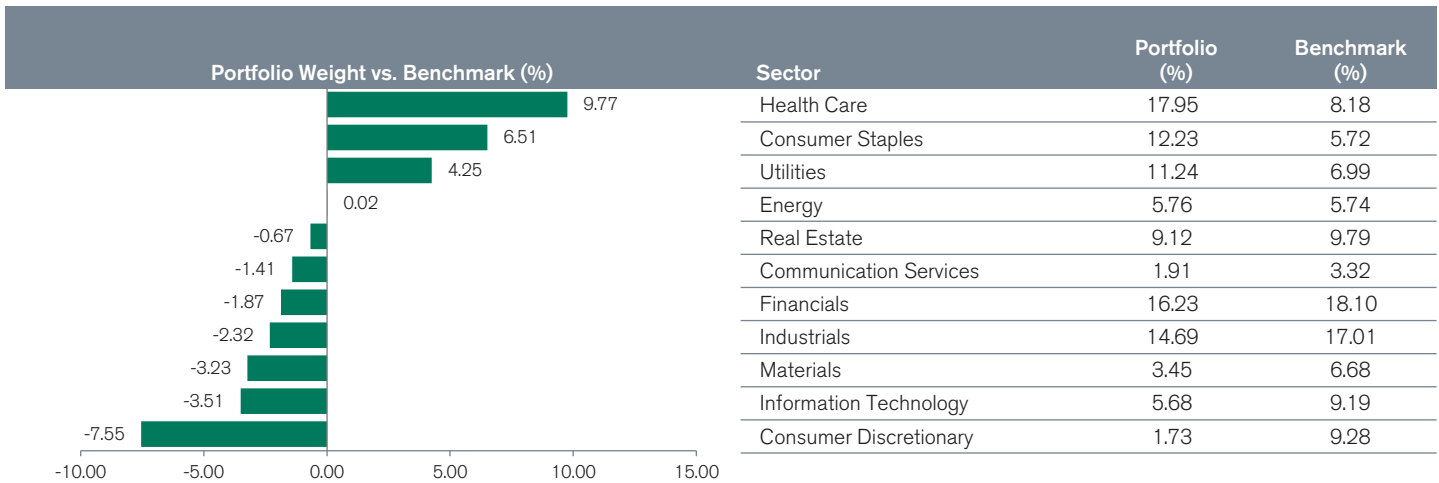 Portfolio Weight vs. Benchmark (%) Sector Portfolio (%) Benchmark (%)
9.77 Health Care 17.95 8.18
6.51 Consumer Staples 12.23 5.72
4.25 Utilities 11.24 6.99
0.02 Energy 5.76 5.74
-0.67 Real Estate 9.12 9.79
-1.41 Communication Services 1.91 3.32
-1.87 Financials 16.23 18.10
-2.32 Industrials 14.69 17.01
-3.23 Materials 3.45 6.68
-3.51 Information Technology 5.68 9.19
-7.55 Consumer Discretionary 1.73 9.28
-10.00 -5.00 0.00 5.00 10.00 15.00